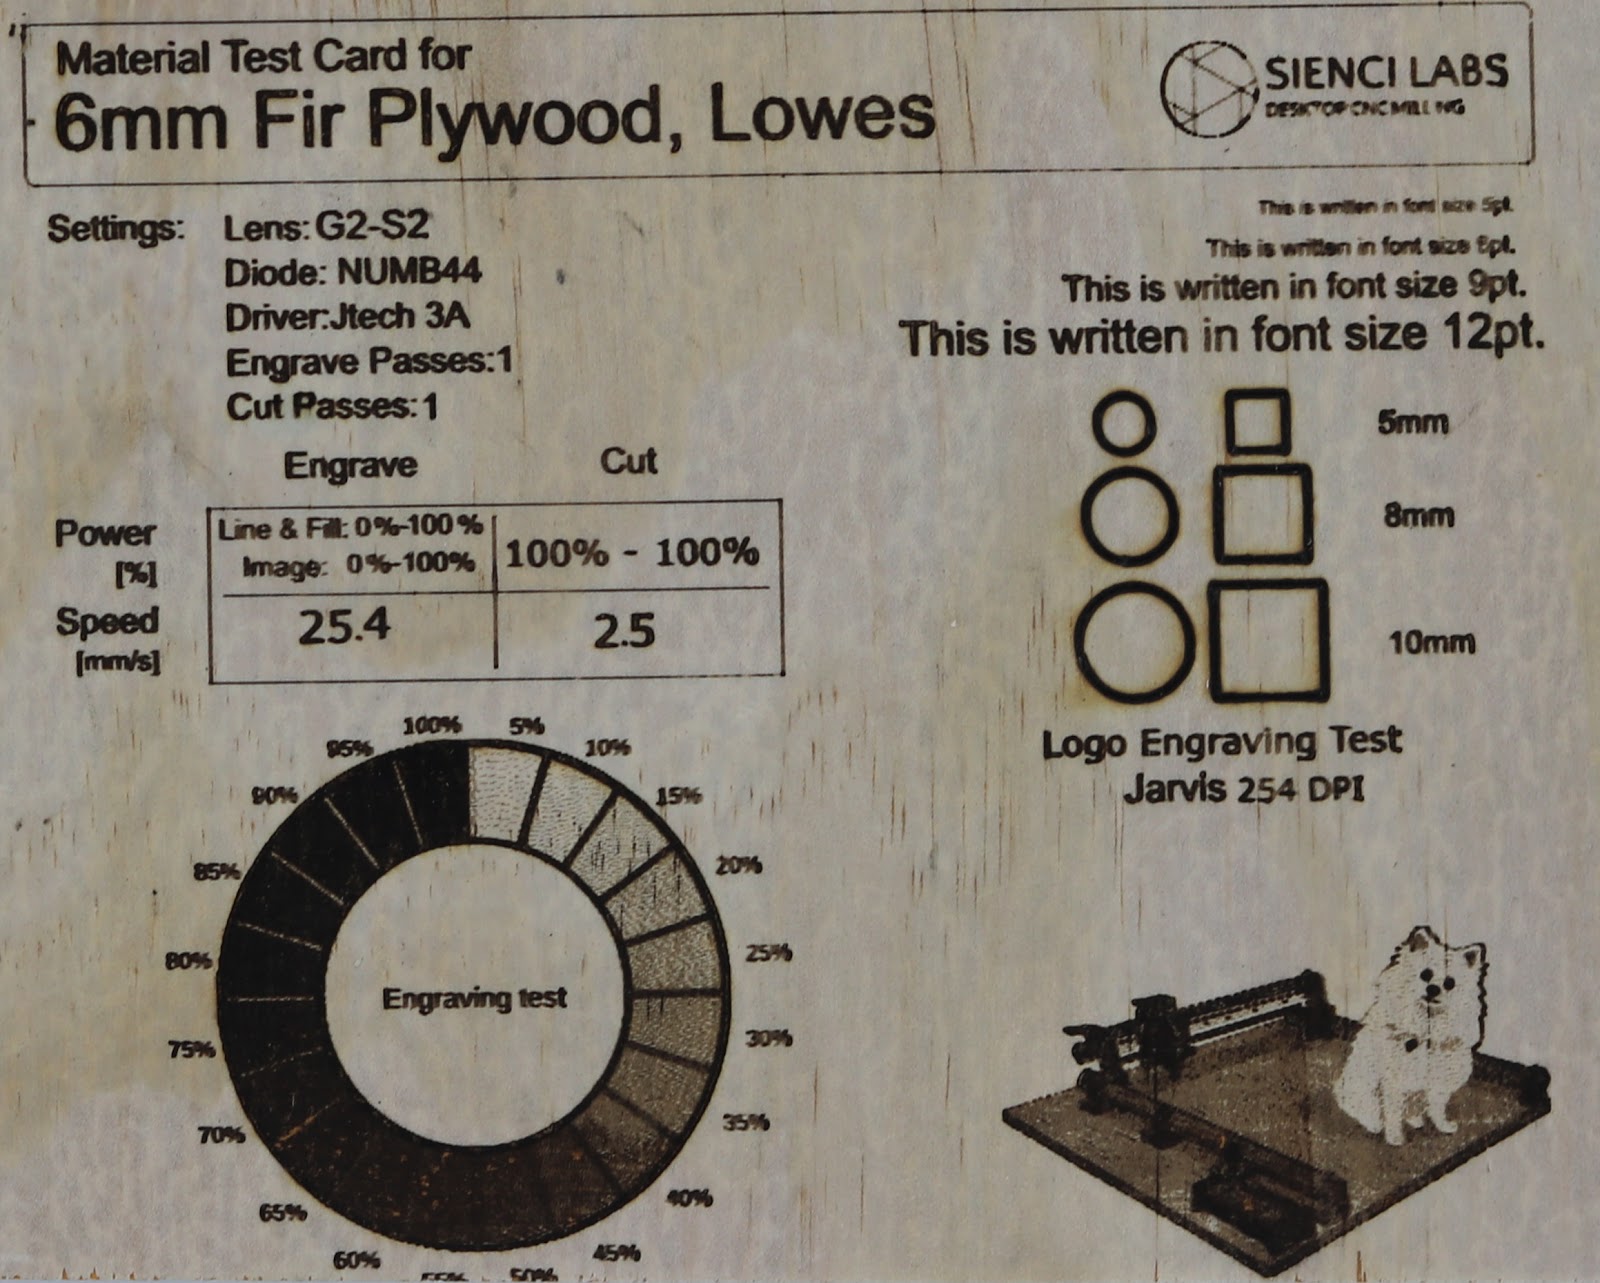 Material Test Card for
6mm Fir Plywood, Lowes
SIENCI LABS
DESKTOP CNC MILLING
Settings: Lens: G2-S2
Diode: NUMB44
Driver:Jtech 3A
Engrave Passes:1
Cut Passes:1
This is written in font size 5pt.
This is written in font size 6pt.
This is written in font size 9pt.
This is written in font size 12pt.
5mm
8mm
10mm
Engrave Cut
Power [%]
Line & Fill: 0%-100%
Image: 0%-100%
100% - 100%
Speed [mm/s]
25.4
2.5
Logo Engraving Test
Jarvis 254 DPI
100%
5%
10%
15%
20%
25%
30%
35%
40%
45%
50%
55%
60%
65%
70%
75%
80%
85%
90%
95%
Engraving test